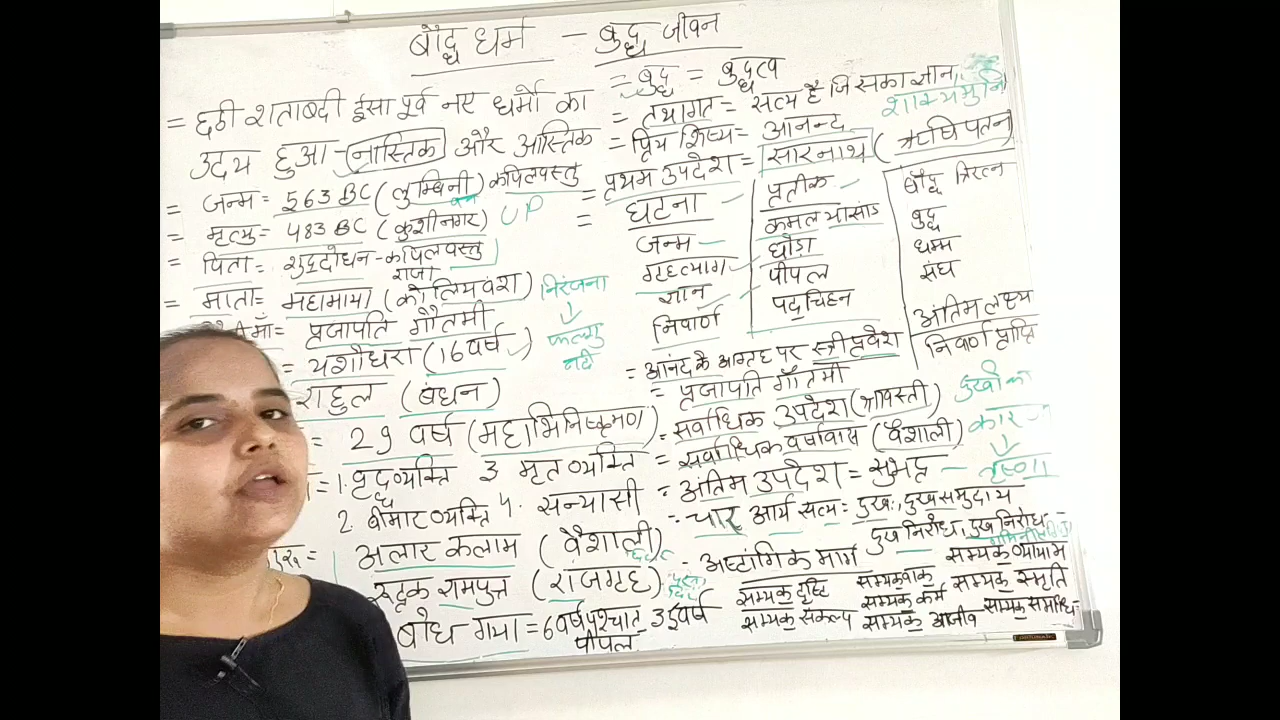 बौद्ध धर्म – बुद्ध जीवन
= छठी शताब्दी ईसा पूर्व नए धर्मों का
उदय हुआ - नास्तिक और आस्तिक
= जन्म = 563 BC (लुम्बिनी) कपिलवस्तु
वन
= मृत्यु = 483 BC (कुशीनगर) UP
= पिता = शुद्दोधन - कपिलवस्तु
राजा
= माता = महामाया (कोलियवंश)
माँ = प्रजापति गौतमी
= यशोधरा (16 वर्ष)
राहुल (बंधन)
= 29 वर्ष (महाभिनिष्क्रमण)
= 1. वृद्ध व्यक्ति 3 मृत व्यक्ति
2. बीमार व्यक्ति 4. सन्यासी
अलार कलाम (वैशाली)
रुद्रक रामपुत्र (राजगृह)
बोध गया = 6 वर्ष पश्चात् 35 वर्ष
पीपल
निरंजना
↓
फल्गु
नदी
= बुद्ध = बुद्धत्व
= तथागत = सत्य है जिसका ज्ञान
शाक्यमुनि
= प्रिय शिष्य = आनन्द
= प्रथम उपदेश = सारनाथ (ऋषिपतन)
= घटना प्रतीक
जन्म – कमल व सांड
गृहत्याग घोड़ा
ज्ञान पीपल
निर्वाण पद्चिहन
बौद्ध त्रिरत्न
बुद्ध
धम्म
संघ
अंतिम लक्ष्य
निर्वाण प्राप्ति
= आनंद के आग्रह पर स्त्री प्रवेश
= प्रजापति गौतमी
= सर्वाधिक उपदेश (श्रावस्ती)
= सर्वाधिक वर्षावास (वैशाली)
= अंतिम उपदेश = सुभद्र –
दुखो का
कारण
↓
तृष्णा
चार आर्य सत्य = दुख, दुख समुदाय
दुख निरोध, दुख निरोध
अष्टांगिक मार्ग
सम्यक् दृष्टि सम्यक् वाक् सम्यक् व्यायाम
सम्यक् संकल्प सम्यक् कर्म सम्यक् स्मृति
सम्यक् आजीव सम्यक् समाधि